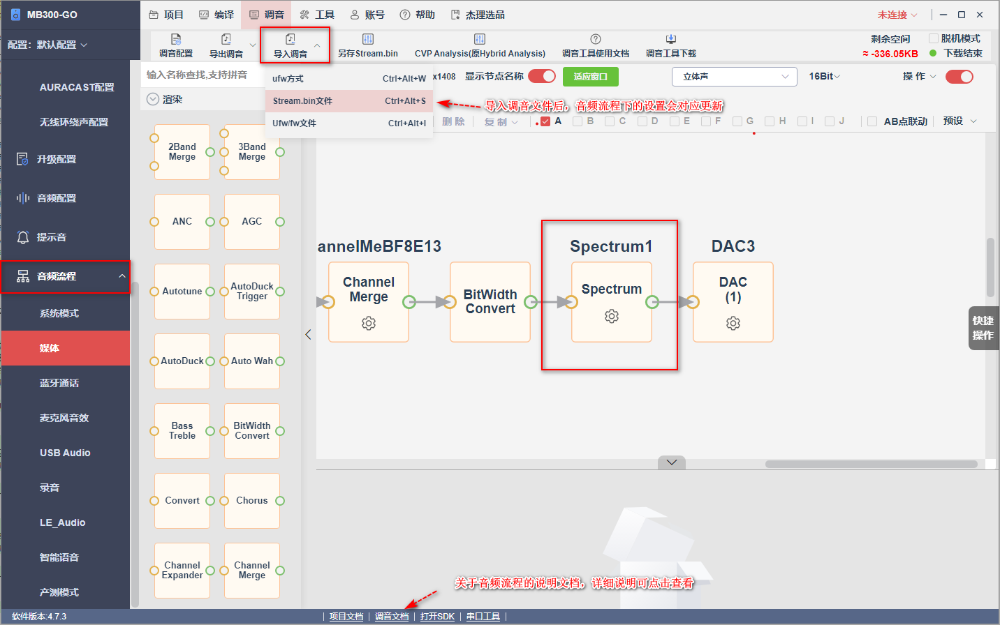 MB300-GO
项目
编译
调音
工具
账号
帮助
杰理选品
未连接
配置：默认配置
调音配置
导出调音
导入调音
另存Stream.bin
CVP Analysis(原Hybrid Analysis)
调音工具使用文档
调音工具下载
剩余空间
≈ -336.05KB
脱机模式
下载结束
输入名称查找,支持拼音
ufw方式 Ctrl+Alt+W
Stream.bin文件 Ctrl+Alt+S
Ufw/fw文件 Ctrl+Alt+I
x1408
显示节点名称
适应窗口
立体声
16Bit
操 作
导入调音文件后，音频流程下的设置会对应更新
渲染
删 除
复 制
A B C D E F G H I J
AB点联动
预设
AURACAST配置
无线环绕声配置
升级配置
音频配置
提示音
音频流程
系统模式
媒体
蓝牙通话
麦克风音效
USB Audio
录音
LE_Audio
智能语音
产测模式
2Band
Merge
3Band
Merge
ANC
AGC
Autotune
AutoDuck
Trigger
AutoDuck
Auto Wah
Bass
Treble
BitWidth
Convert
Convert
Chorus
Channel
Expander
Channel
Merge
annelMeBF8E13
Channel
Merge
BitWidth
Convert
Spectrum1
Spectrum
DAC3
DAC
(1)
快捷
操作
关于音频流程的说明文档，详细说明可点击查看
软件版本:4.7.3
项目文档
调音文档
打开SDK
串口工具